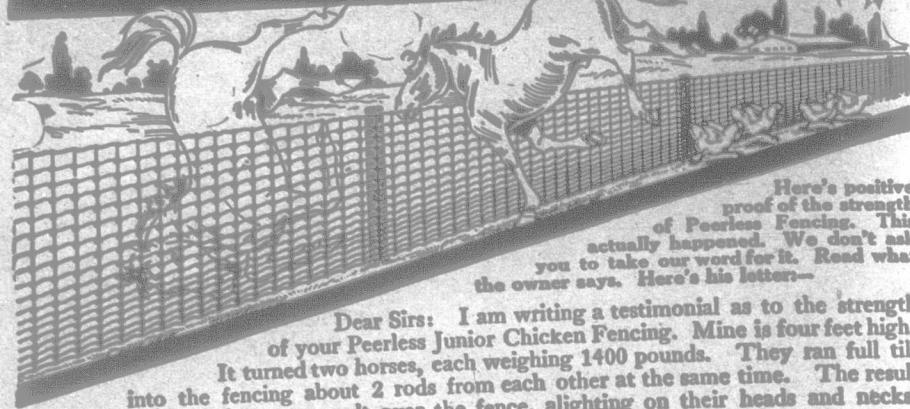 Here's positive
proof of the strength
of Peerless Fencing. This
actually happened. We don't ask
you to take our word for it. Read what
the owner says. Here's his letter:—
Dear Sirs: I am writing a testimonial as to the strength
of your Peerless Junior Chicken Fencing. Mine is four feet high
It turned two horses, each weighing 1400 pounds. They ran full til
into the fencing about 2 rods from each other at the same time. The resul
the fence, alighting on their heads and necks